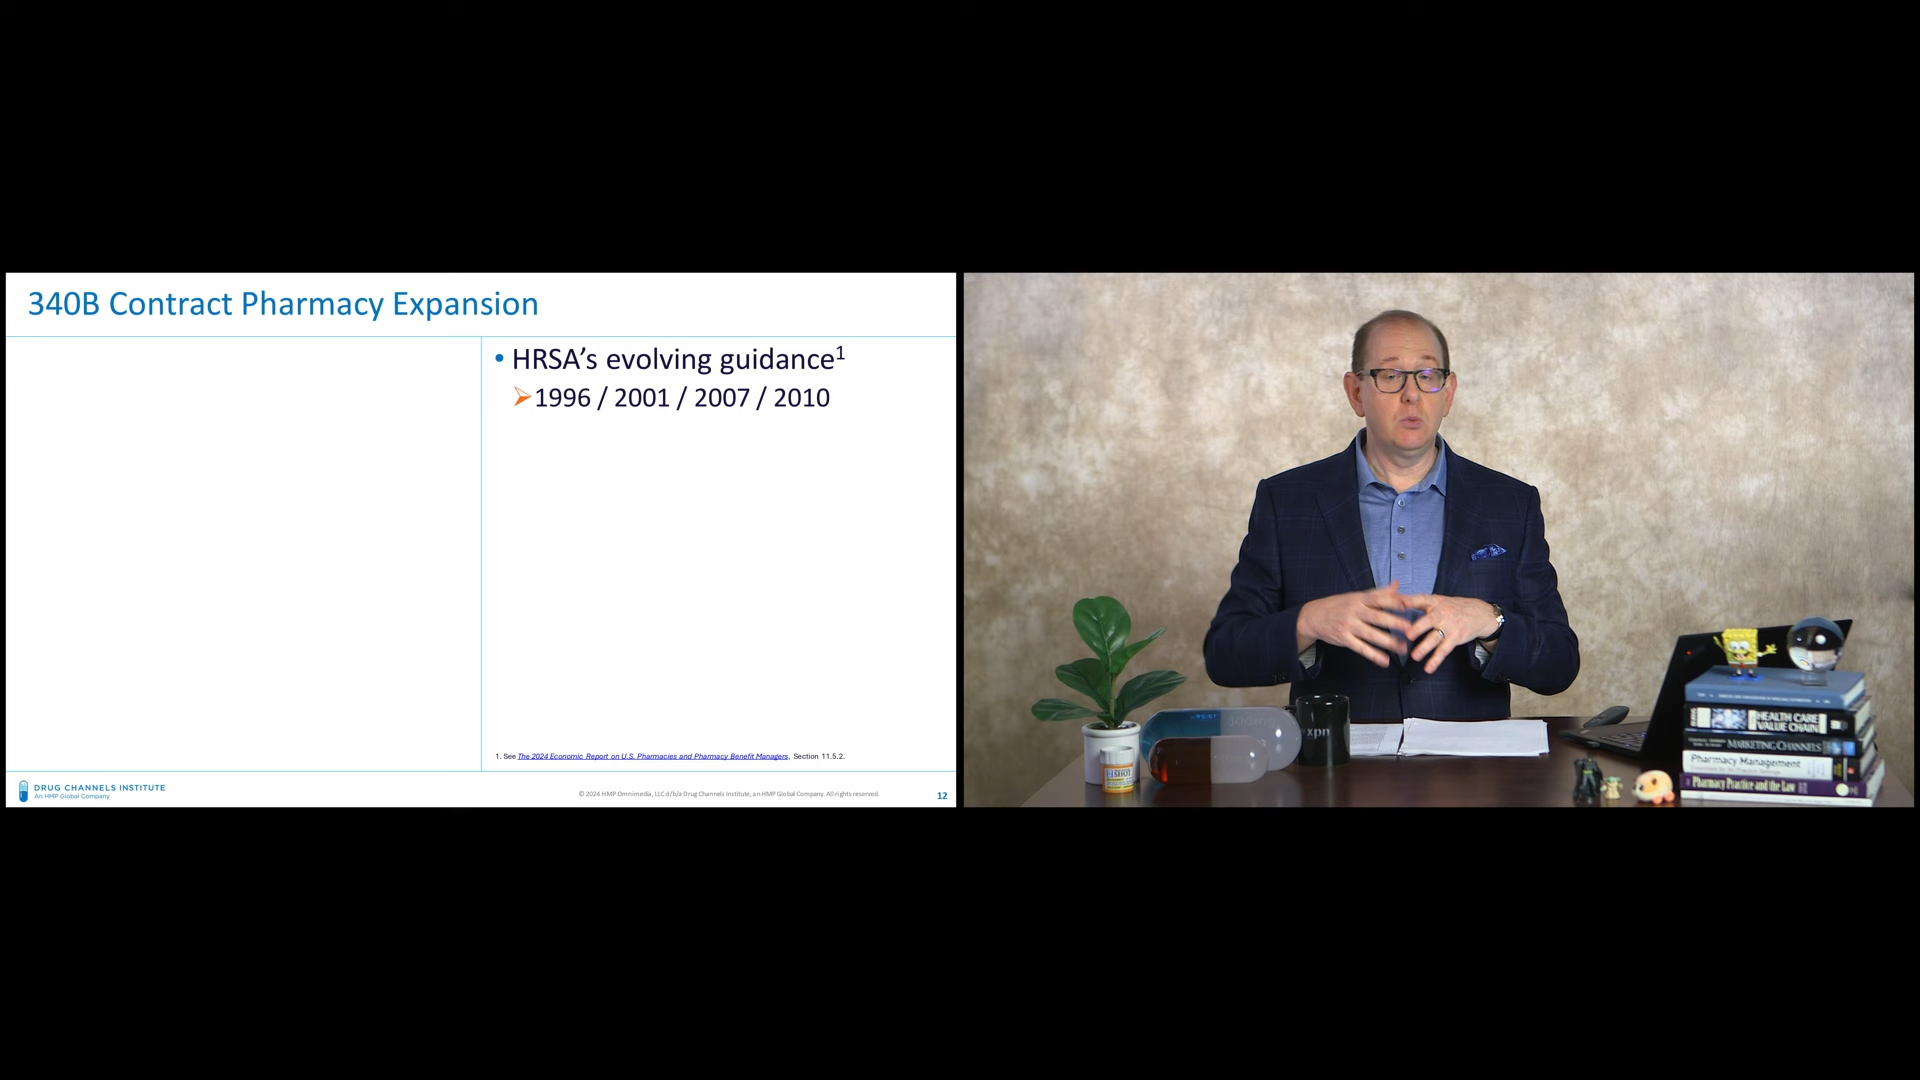 340B Contract Pharmacy Expansion
• HRSA’s evolving guidance1
➢1996 / 2001 / 2007 / 2010
1. See The 2024 Economic Report on U.S. Pharmacies and Pharmacy Benefit Managers, Section 11.5.2.
DRUG CHANNELS INSTITUTE
An HMP Global Company
© 2024 HMP Omnimedia, LLC d/b/a Drug Channels Institute, an HMP Global Company. All rights reserved.
12
xpn
HEALTH CARE
VALUE CHAIN
MARKETING CHANNELS
Pharmacy Management
Pharmacy Practice and the Law